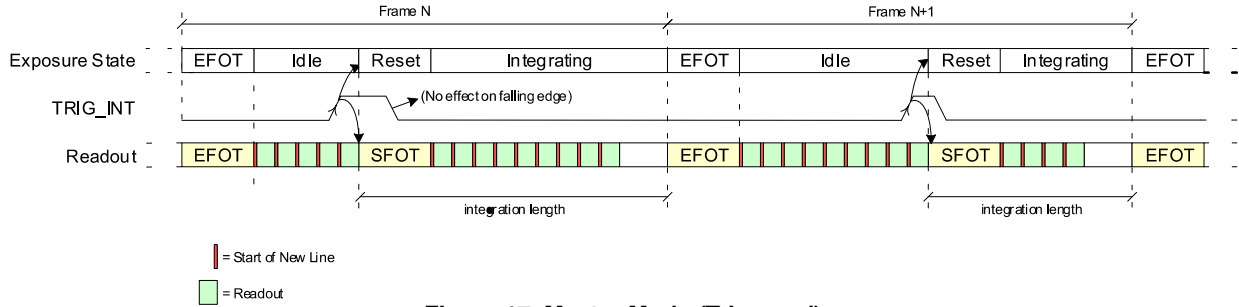 Frame N Frame N+1
Exposure State EFOT Idle Reset Integrating EFOT Idle Reset Integrating EFOT
TRIG_INT (No effect on falling edge)
Readout EFOT SFOT EFOT SFOT EFOT
integration length integration length
= Start of New Line
= Readout